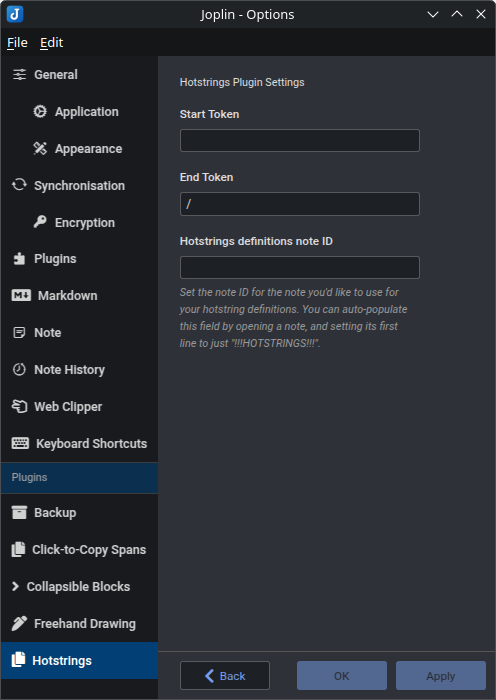 Joplin - Options
File Edit
General
Application
Appearance
Synchronisation
Encryption
Plugins
Markdown
Note
Note History
Web Clipper
Keyboard Shortcuts
Plugins
Backup
Click-to-Copy Spans
Collapsible Blocks
Freehand Drawing
Hotstrings
Hotstrings Plugin Settings
Start Token
End Token
/
Hotstrings definitions note ID
Set the note ID for the note you'd like to use for
your hotstring definitions. You can auto-populate
this field by opening a note, and setting its first
line to just "!!!HOTSTRINGS!!!".
Back OK Apply